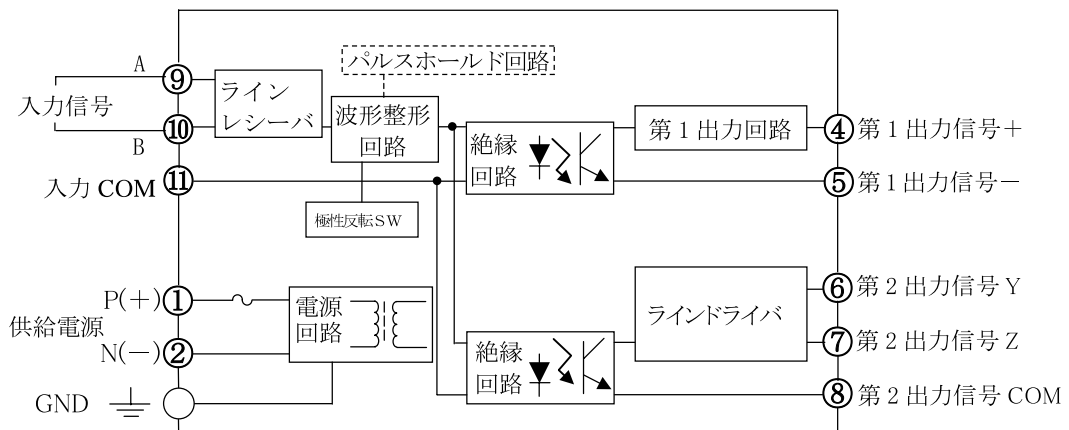 パルスホールド回路
A
⑨
入力信号
⑩
B
ライン
レシーバ
波形整形
回路
絶縁
回路
第1出力回路
④
第1出力信号+
入力 COM
⑪
⑤
第1出力信号−
極性反転SW
P(+)
①
供給電源
N(−)
②
GND
電源
回路
絶縁
回路
ラインドライバ
⑥
第2出力信号 Y
⑦
第2出力信号 Z
⑧
第2出力信号 COM